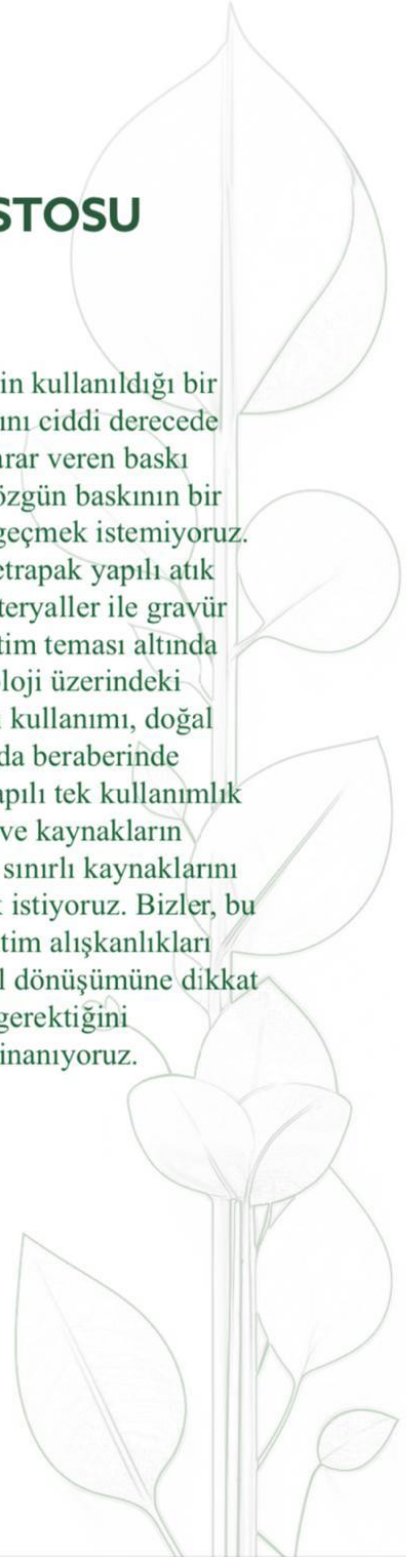 STOSU
in kullanıldığı bir
ını ciddi derecede
arar veren baskı
özgün baskının bir
geçmek istemiyoruz.
etrapak yapılı atık
teryaller ile gravür
tim teması altında
loji üzerindeki
kullanımı, doğal
da beraberinde
apılı tek kullanımlık
ve kaynakların
sınırlı kaynaklarını
istiyoruz. Bizler, bu
tim alışkanlıkları
l dönüşümüne dikkat
gerektiğini
inanıyoruz.